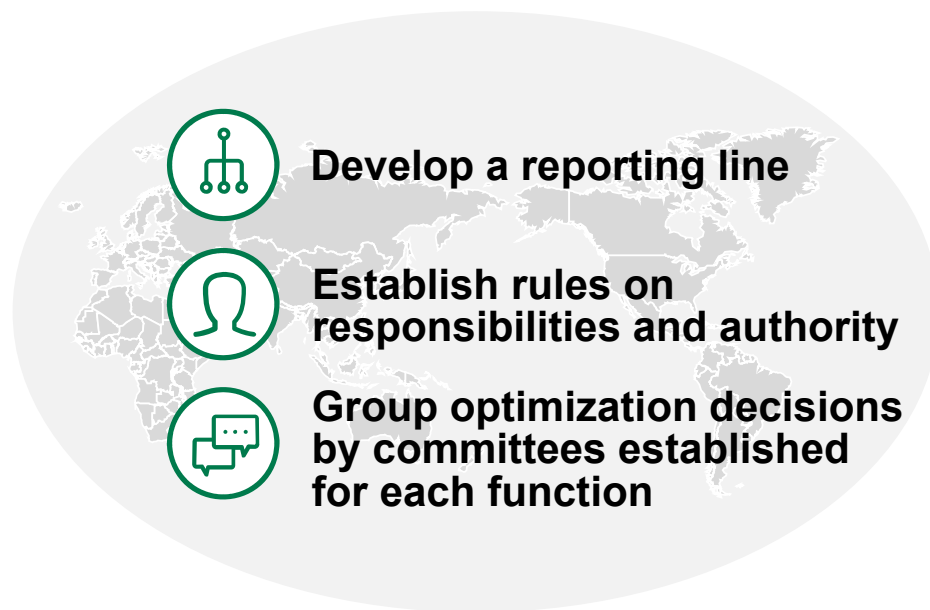 Develop a reporting line
Establish rules on
responsibilities and authority
Group optimization decisions
by committees established
for each function